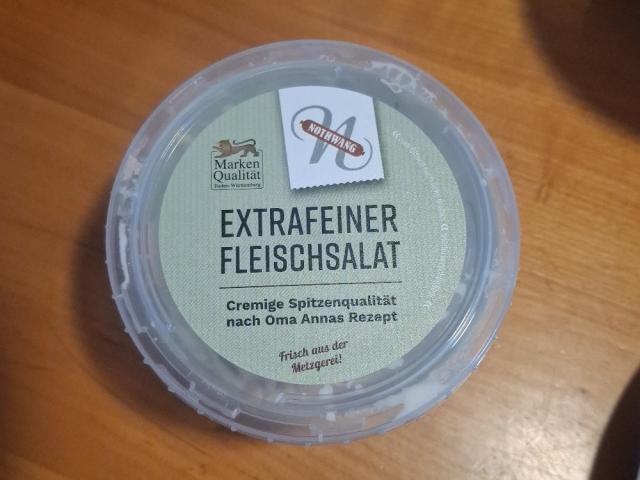 NOTHWANG
N
Marken
Qualität
Baden-Württemberg
EXTRAFEINER
FLEISCHSALAT
Cremige Spitzenqualität
nach Oma Annas Rezept
Frisch aus der
Metzgerei!